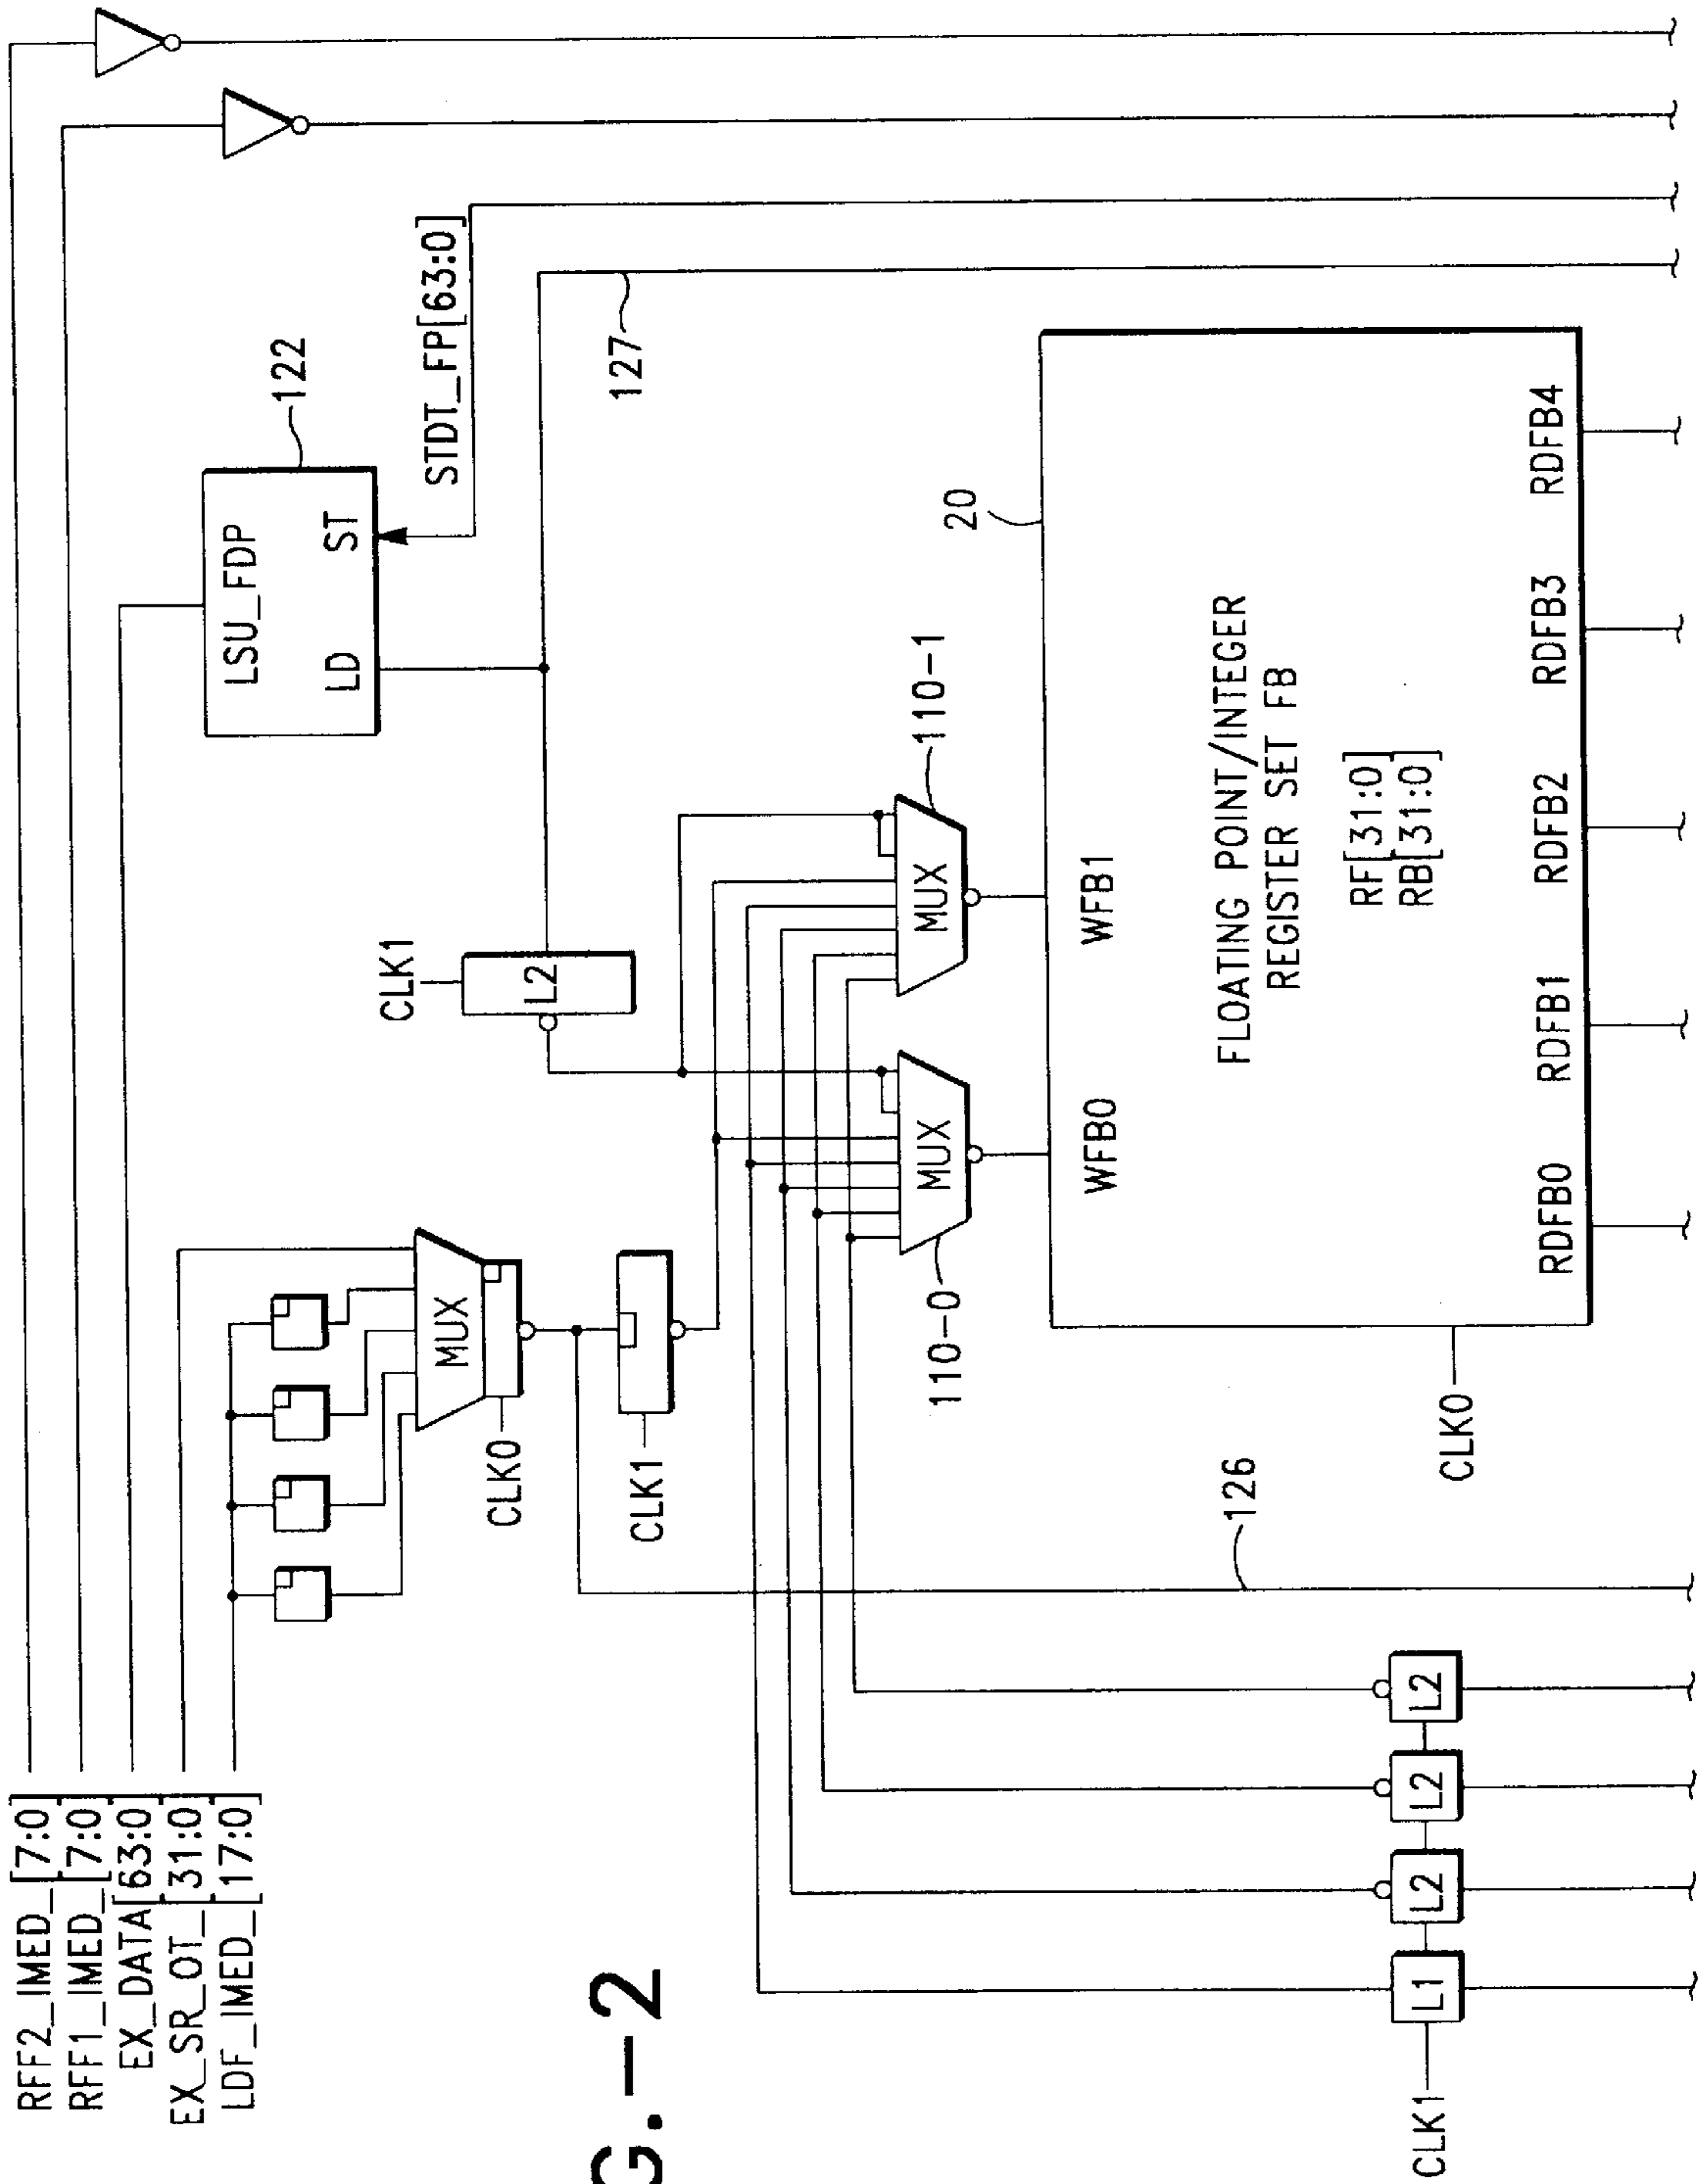 RFF2_IMED_[7:0]
RFF1_IMED_[7:0]
EX_DATA[63:0]
EX_SR_OT_[31:0]
LDF_IMED_[17:0]
LSU_FDP
LD
ST
122
STDT_FP[63:0]
127
MUX
CLK0
CLK1
CLK1
L2
MUX
110-0
MUX
110-1
20
WFB0
WFB1
FLOATING POINT/INTEGER
REGISTER SET FB
RF[31:0]
RB[31:0]
RDFB0
RDFB1
RDFB2
RDFB3
RDFB4
CLK0
126
CLK1
L1
L2
L2
L2
G.-2